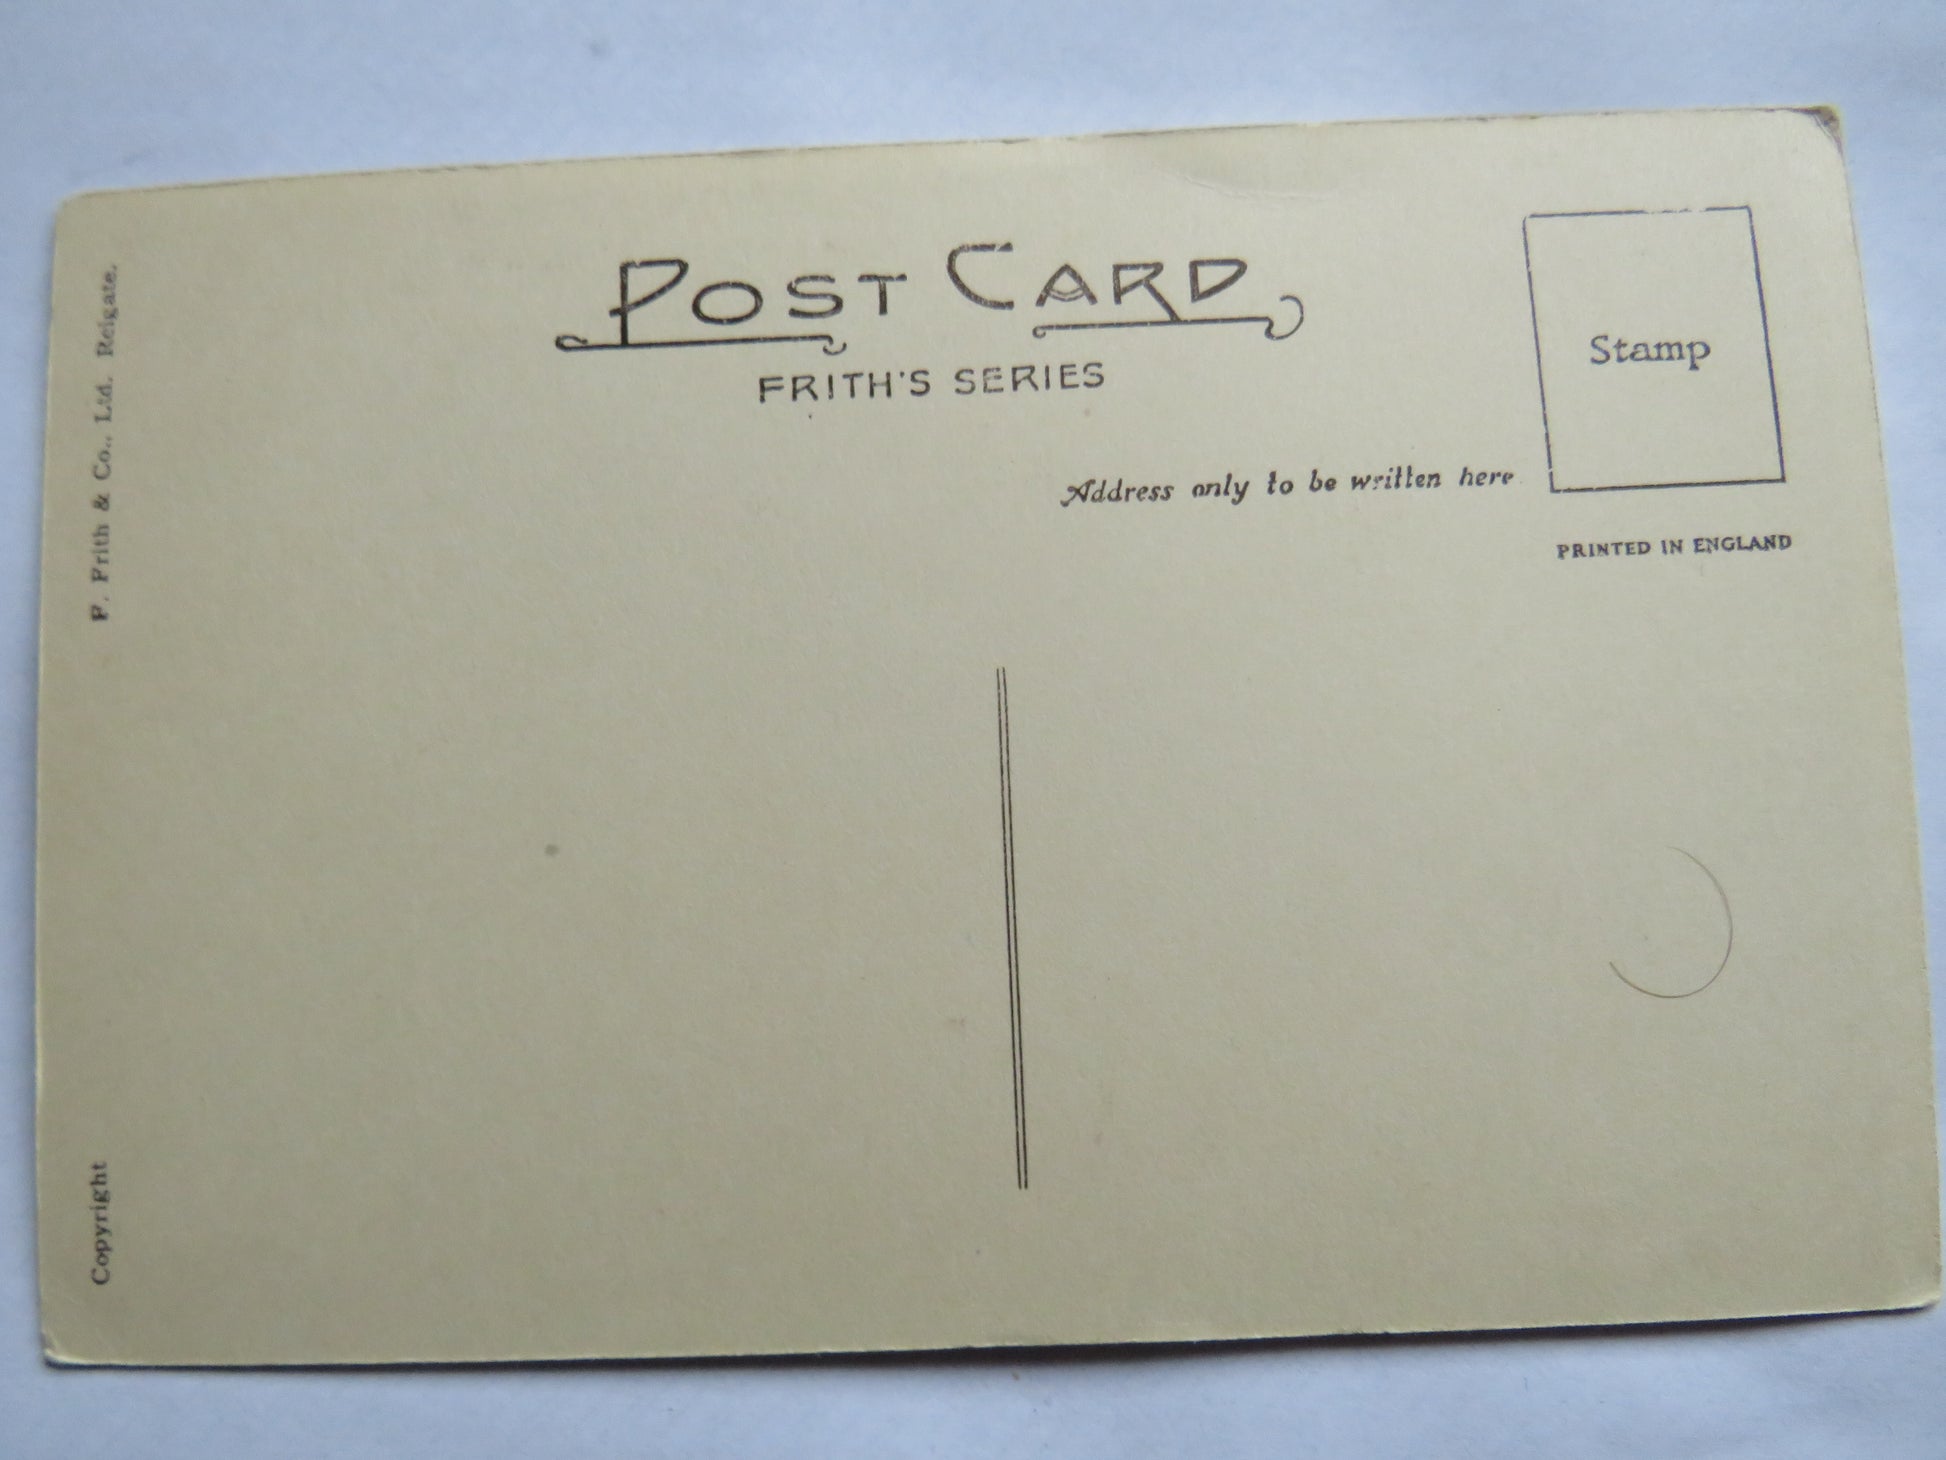 POST CARD
FRITH'S SERIES
Stamp
Address only to be written here
PRINTED IN ENGLAND
F. Frith & Co., Ltd. Reigate.
Copyright